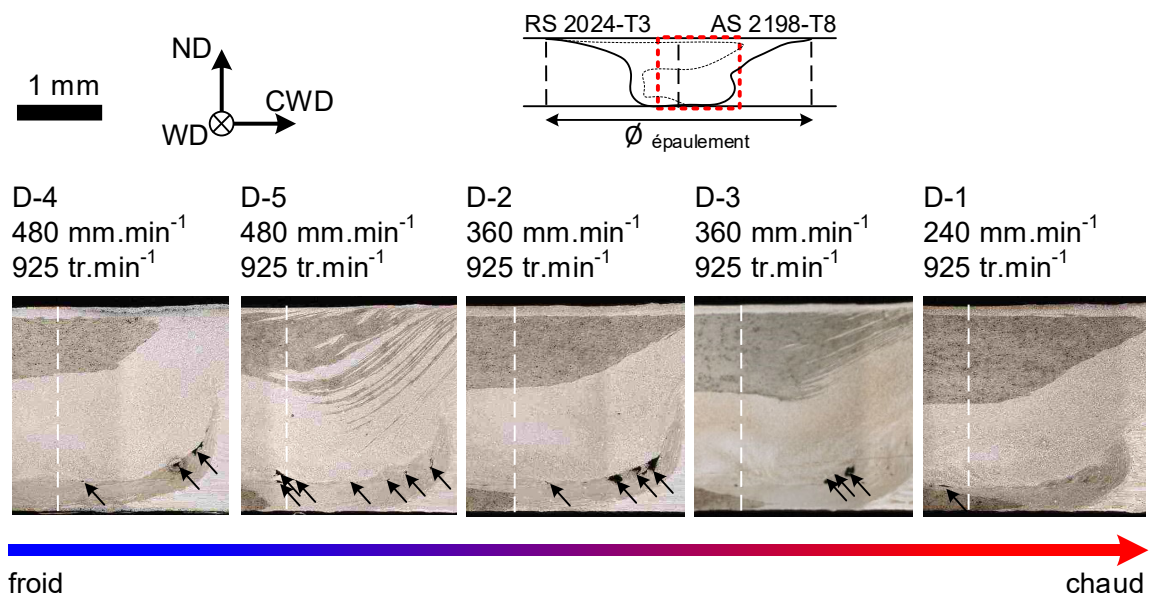 RS 2024-T3 AS 2198-T8
ND
1 mm
CWD
WD
Ø épaulement
D-4
480 mm.min-1
925 tr.min-1
D-5
480 mm.min-1
925 tr.min-1
D-2
360 mm.min-1
925 tr.min-1
D-3
360 mm.min-1
925 tr.min-1
D-1
240 mm.min-1
925 tr.min-1
froid chaud